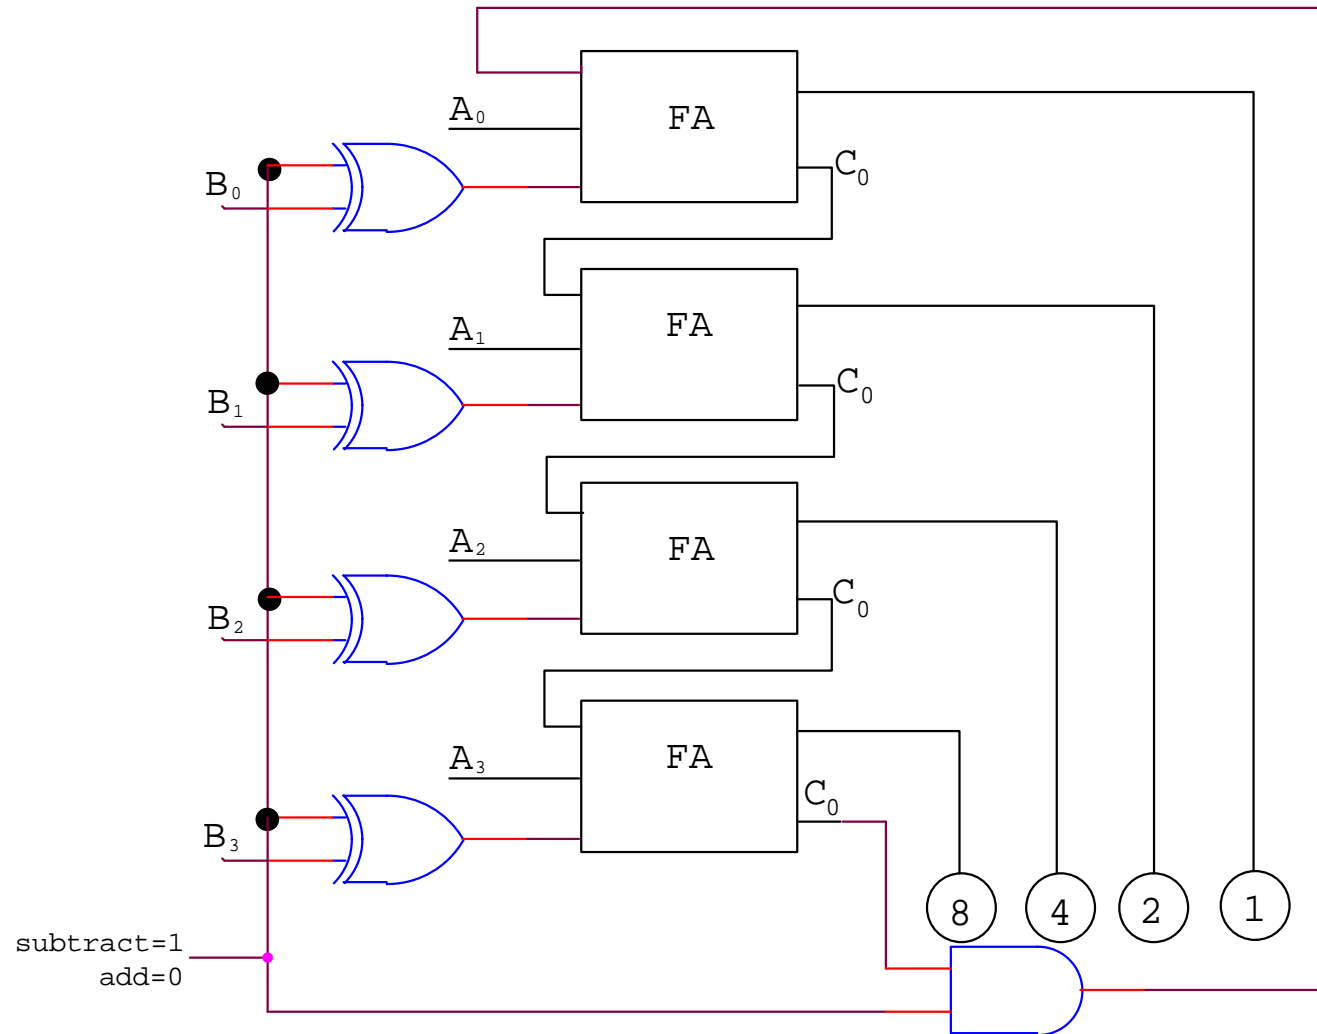 A₀
FA
C₀
B₀
A₁
FA
C₀
B₁
A₂
FA
C₀
B₂
A₃
FA
C₀
B₃
8 4 2 1
subtract=1
add=0